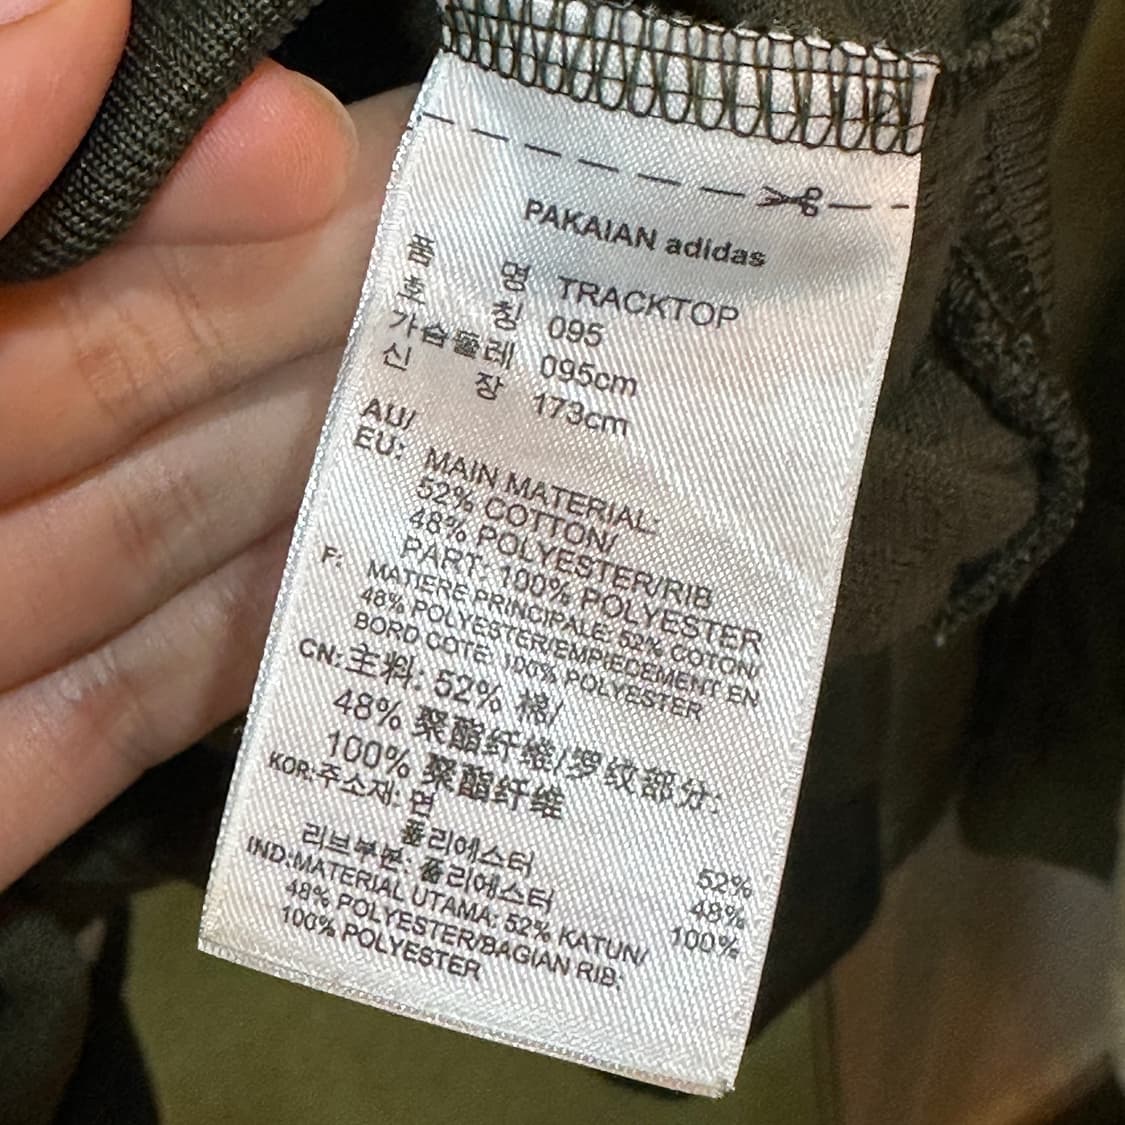 PAKAIAN adidas
품 명 TRACKTOP
호 칭 095
가슴둘레 095cm
신 장 173cm
AU/
EU: MAIN MATERIAL:
52% COTTON/
48% POLYESTER/RIB
PART: 100% POLYESTER
F: MATIERE PRINCIPALE: 52% COTON/
48% POLYESTER/EMPIECEMENT EN
BORD COTE: 100% POLYESTER
CN: 主料: 52% 棉/
48% 聚酯纤维/罗纹部分:
100% 聚酯纤维
KOR: 주소재: 면 52%
폴리에스터 48%
리브부분: 폴리에스터 100%
IND: MATERIAL UTAMA: 52% KATUN/
48% POLYESTER/BAGIAN RIB:
100% POLYESTER